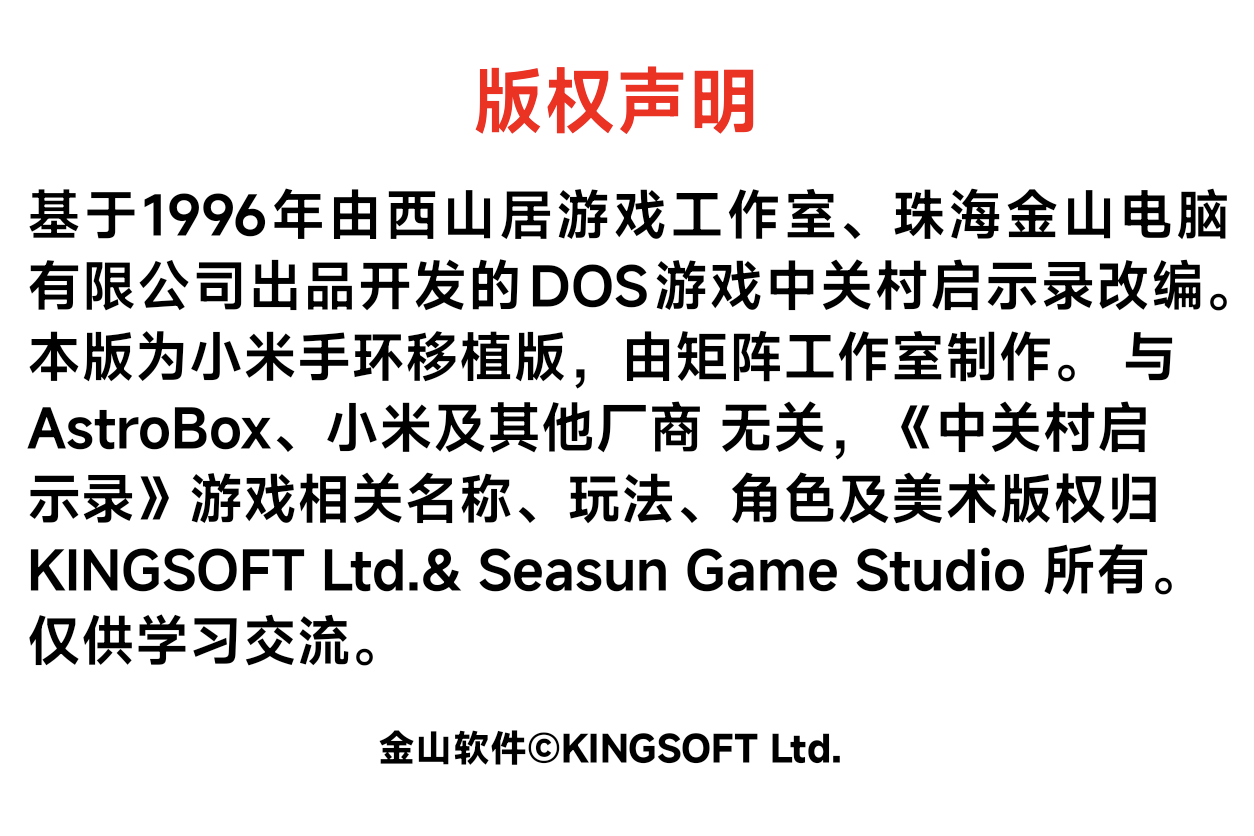 版权声明
基于1996年由西山居游戏工作室、珠海金山电脑
有限公司出品开发的DOS游戏中关村启示录改编。
本版为小米手环移植版，由矩阵工作室制作。 与
AstroBox、小米及其他厂商 无关，《中关村启
示录》游戏相关名称、玩法、角色及美术版权归
KINGSOFT Ltd.& Seasun Game Studio 所有。
仅供学习交流。
金山软件©KINGSOFT Ltd.